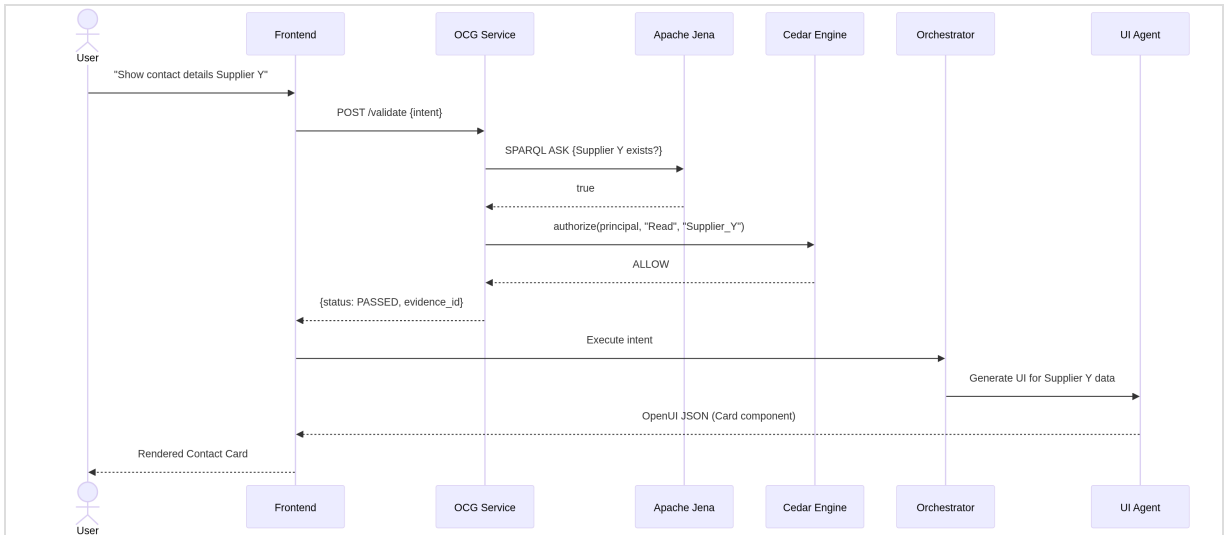 User
Frontend
OCG Service
Apache Jena
Cedar Engine
Orchestrator
UI Agent
"Show contact details Supplier Y"
POST /validate {intent}
SPARQL ASK {Supplier Y exists?}
true
authorize(principal, "Read", "Supplier_Y")
ALLOW
{status: PASSED, evidence_id}
Execute intent
Generate UI for Supplier Y data
OpenUI JSON (Card component)
Rendered Contact Card
User
Frontend
OCG Service
Apache Jena
Cedar Engine
Orchestrator
UI Agent